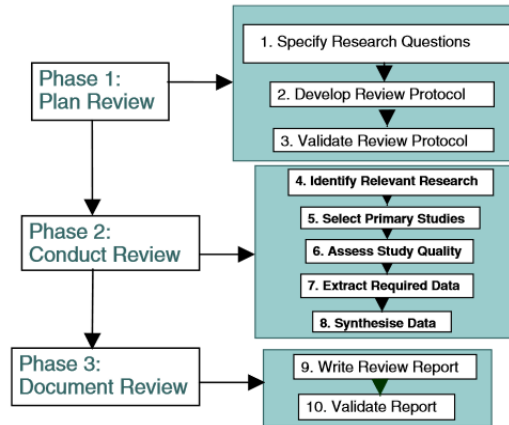 Phase 1:
Plan Review
1. Specify Research Questions
2. Develop Review Protocol
3. Validate Review Protocol
Phase 2:
Conduct Review
4. Identify Relevant Research
5. Select Primary Studies
6. Assess Study Quality
7. Extract Required Data
8. Synthesise Data
Phase 3:
Document Review
9. Write Review Report
10. Validate Report